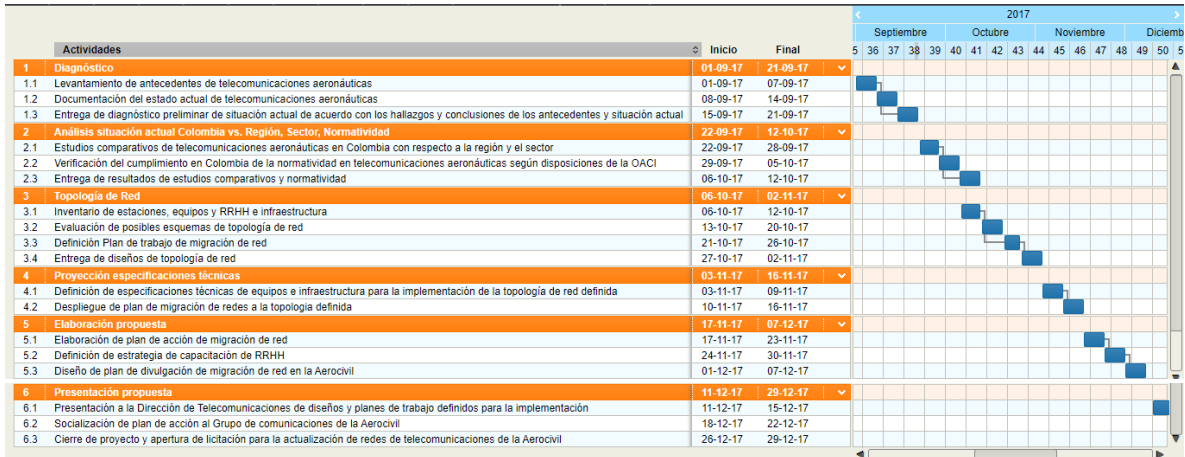 2017
Septiembre Octubre Noviembre Diciemb
Actividades Inicio Final 5 36 37 38 39 40 41 42 43 44 45 46 47 48 49 50 5
1 Diagnóstico 01-09-17 21-09-17
1.1 Levantamiento de antecedentes de telecomunicaciones aeronáuticas 01-09-17 07-09-17
1.2 Documentación del estado actual de telecomunicaciones aeronáuticas 08-09-17 14-09-17
1.3 Entrega de diagnóstico preliminar de situación actual de acuerdo con los hallazgos y conclusiones de los antecedentes y situación actual 15-09-17 21-09-17
2 Análisis situación actual Colombia vs. Región, Sector, Normatividad 22-09-17 12-10-17
2.1 Estudios comparativos de telecomunicaciones aeronáuticas en Colombia con respecto a la región y el sector 22-09-17 28-09-17
2.2 Verificación del cumplimiento en Colombia de la normatividad en telecomunicaciones aeronáuticas según disposiciones de la OACI 29-09-17 05-10-17
2.3 Entrega de resultados de estudios comparativos y normatividad 06-10-17 12-10-17
3 Topología de Red 06-10-17 02-11-17
3.1 Inventario de estaciones, equipos y RRHH e infraestructura 06-10-17 12-10-17
3.2 Evaluación de posibles esquemas de topología de red 13-10-17 20-10-17
3.3 Definición Plan de trabajo de migración de red 21-10-17 26-10-17
3.4 Entrega de diseños de topología de red 27-10-17 02-11-17
4 Proyección especificaciones técnicas 03-11-17 16-11-17
4.1 Definición de especificaciones técnicas de equipos e infraestructura para la implementación de la topología de red definida 03-11-17 09-11-17
4.2 Despliegue de plan de migración de redes a la topologia definida 10-11-17 16-11-17
5 Elaboración propuesta 17-11-17 07-12-17
5.1 Elaboración de plan de acción de migración de red 17-11-17 23-11-17
5.2 Definición de estrategia de capacitación de RRHH 24-11-17 30-11-17
5.3 Diseño de plan de divulgación de migración de red en la Aerocivil 01-12-17 07-12-17
6 Presentación propuesta 11-12-17 29-12-17
6.1 Presentación a la Dirección de Telecomunicaciones de diseños y planes de trabajo definidos para la implementación 11-12-17 15-12-17
6.2 Socialización de plan de acción al Grupo de comunicaciones de la Aerocivil 18-12-17 22-12-17
6.3 Cierre de proyecto y apertura de licitación para la actualización de redes de telecomunicaciones de la Aerocivil 26-12-17 29-12-17